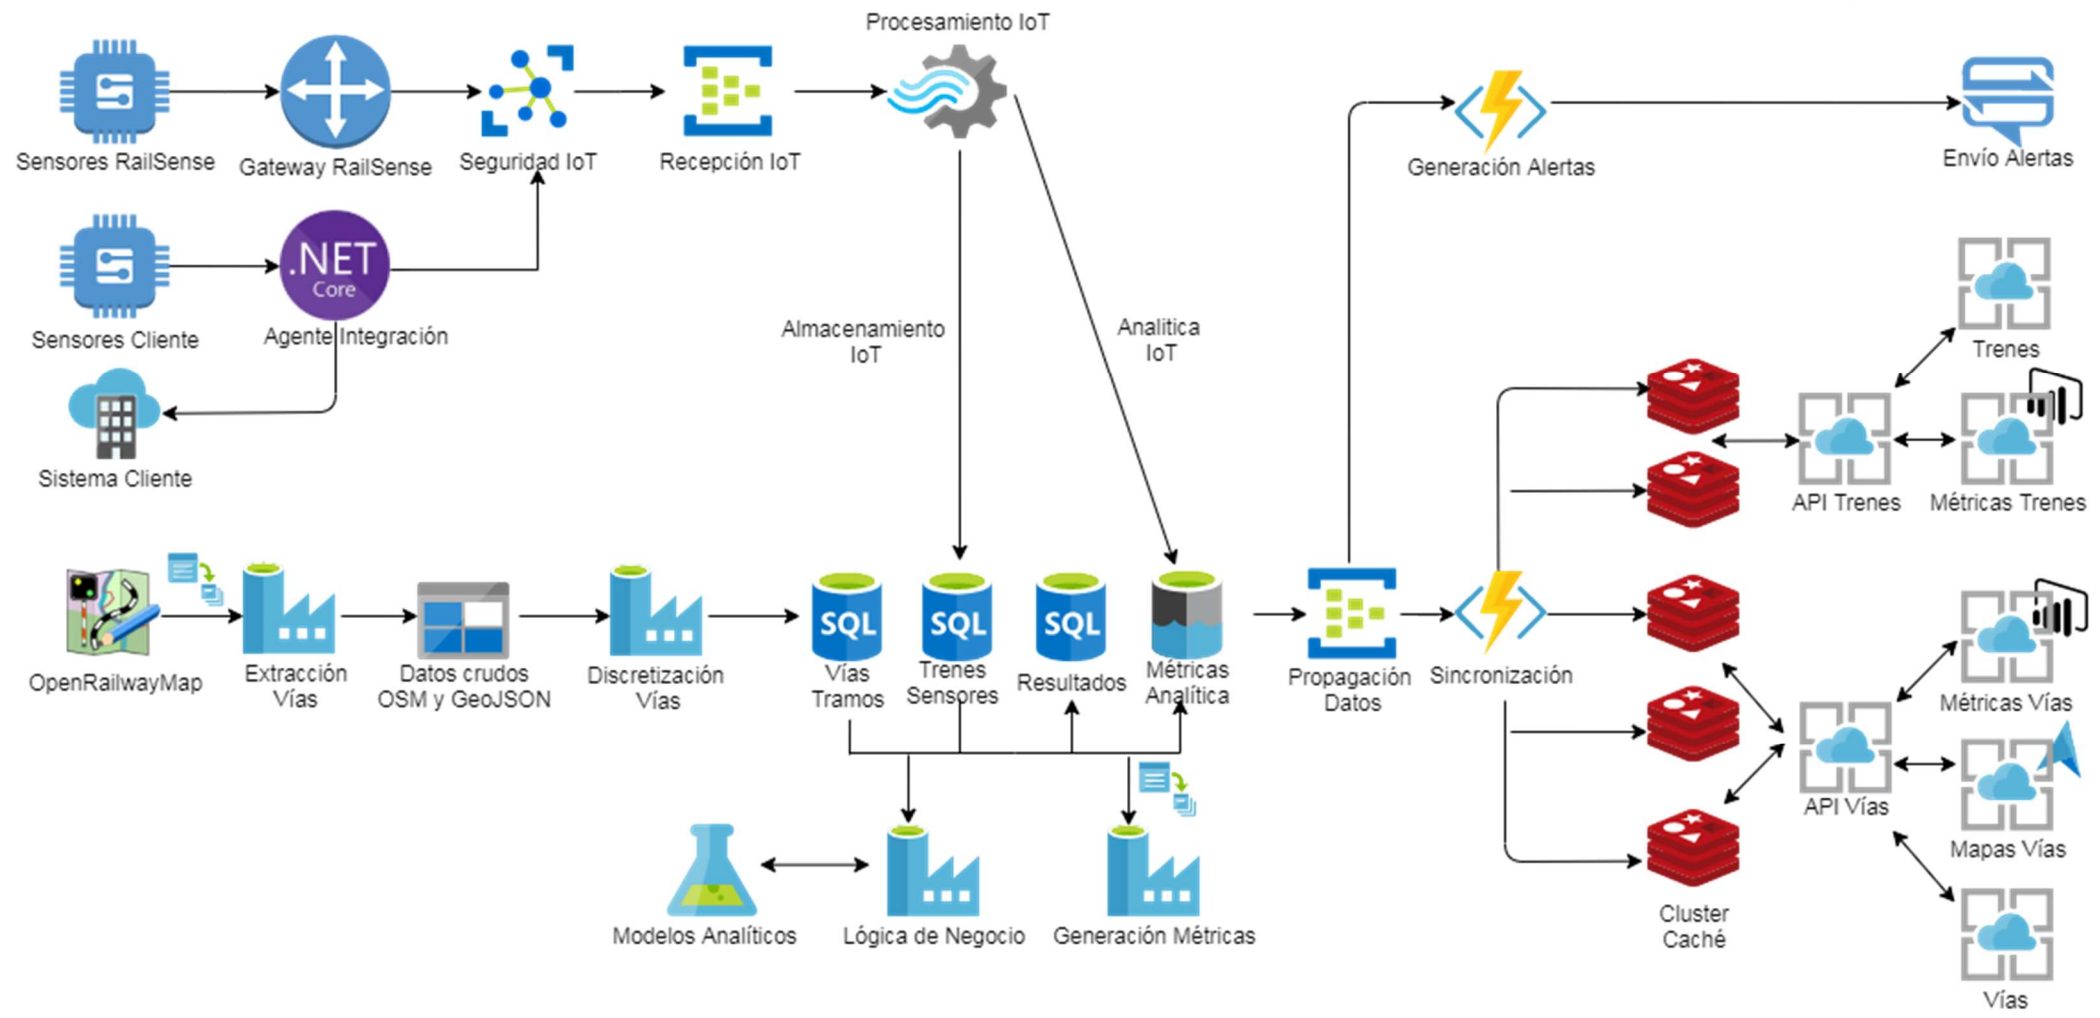 Procesamiento IoT
Sensores RailSense
Gateway RailSense
Seguridad IoT
Recepción IoT
Generación Alertas
Envío Alertas
.NET
Core
Sensores Cliente
Agente Integración
Almacenamiento
IoT
Analitica
IoT
Trenes
Sistema Cliente
API Trenes
Métricas Trenes
SQL
SQL
SQL
OpenRailwayMap
Extracción
Vías
Datos crudos
OSM y GeoJSON
Discretización
Vías
Vías
Tramos
Trenes
Sensores
Resultados
Métricas
Analítica
Propagación
Datos
Sincronización
Métricas Vías
API Vías
Mapas Vías
Modelos Analíticos
Lógica de Negocio
Generación Métricas
Cluster
Caché
Vías